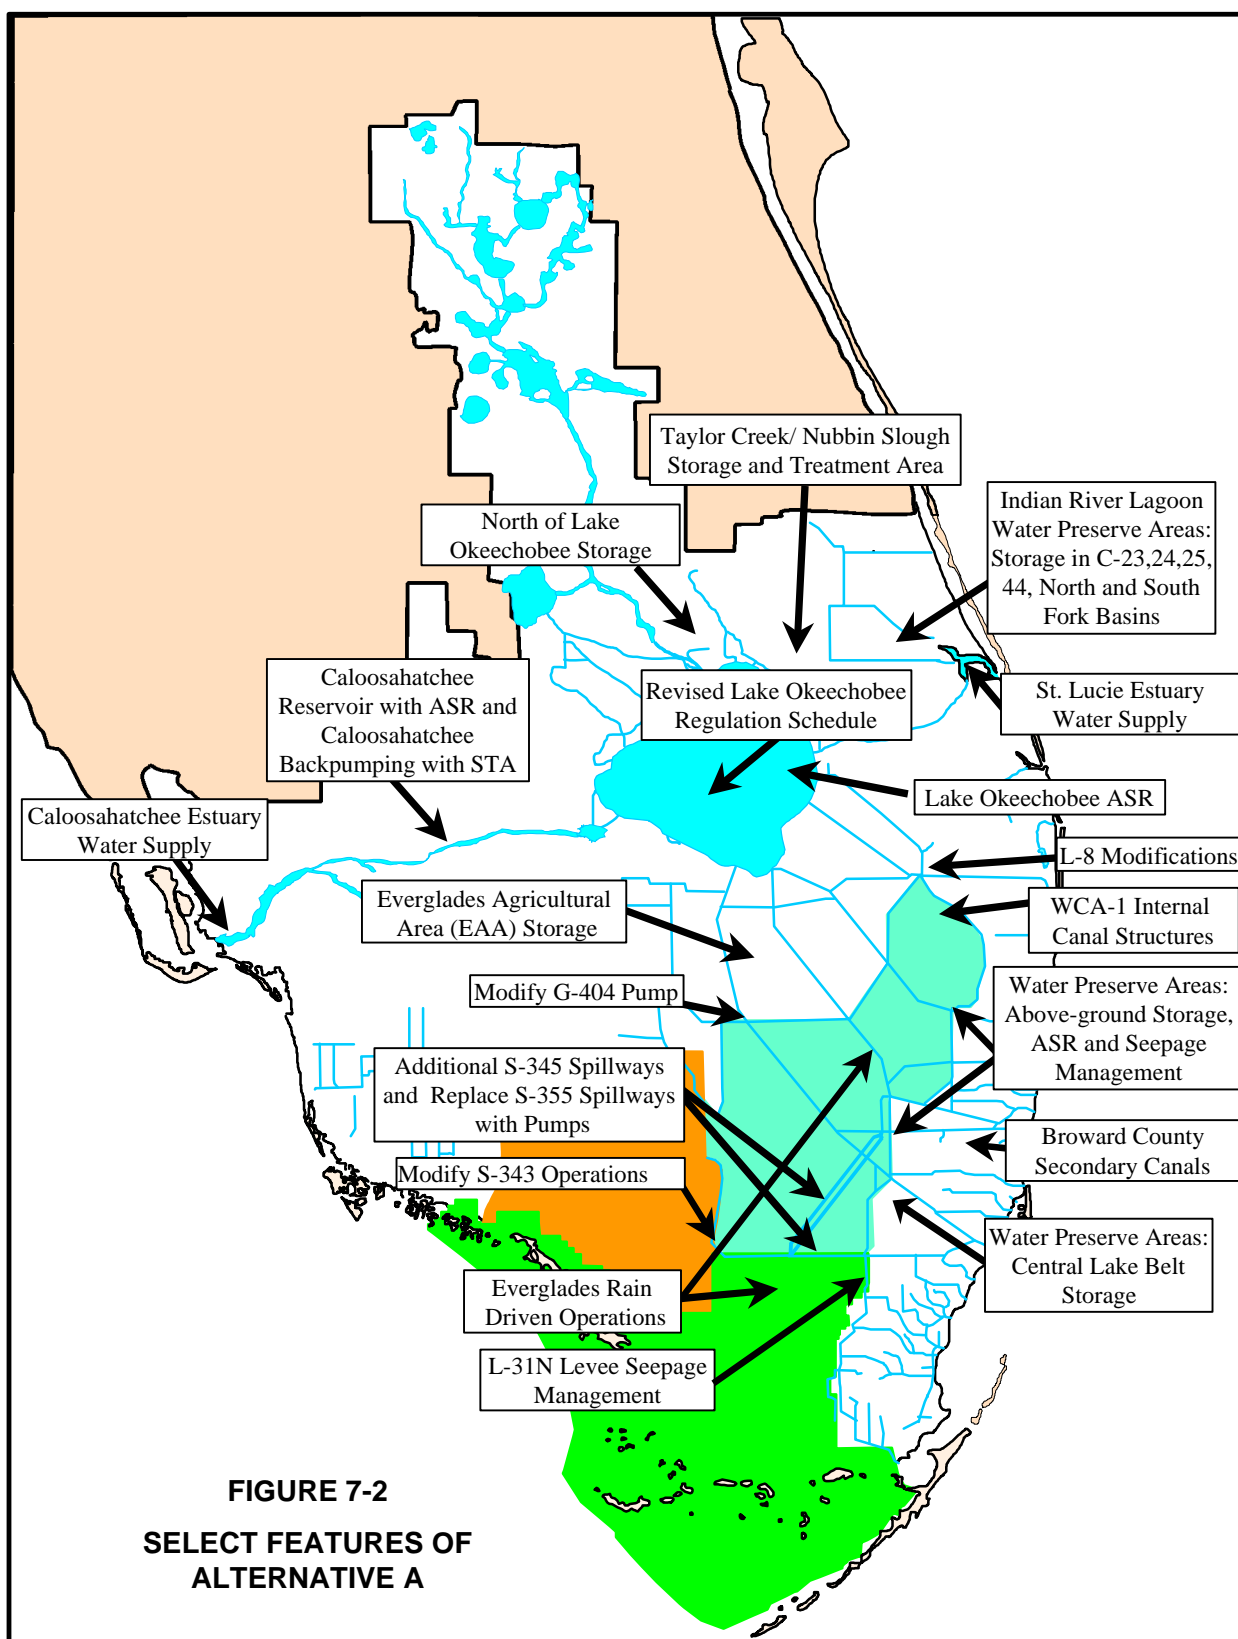 Taylor Creek/ Nubbin Slough
Storage and Treatment Area
North of Lake
Okeechobee Storage
Indian River Lagoon
Water Preserve Areas:
Storage in C-23,24,25,
44, North and South
Fork Basins
Caloosahatchee
Reservoir with ASR and
Caloosahatchee
Backpumping with STA
Revised Lake Okeechobee
Regulation Schedule
St. Lucie Estuary
Water Supply
Caloosahatchee Estuary
Water Supply
Lake Okeechobee ASR
L-8 Modifications
Everglades Agricultural
Area (EAA) Storage
WCA-1 Internal
Canal Structures
Modify G-404 Pump
Water Preserve Areas:
Above-ground Storage,
ASR and Seepage
Management
Additional S-345 Spillways
and Replace S-355 Spillways
with Pumps
Broward County
Secondary Canals
Modify S-343 Operations
Water Preserve Areas:
Central Lake Belt
Storage
Everglades Rain
Driven Operations
L-31N Levee Seepage
Management
FIGURE 7-2
SELECT FEATURES OF
ALTERNATIVE A